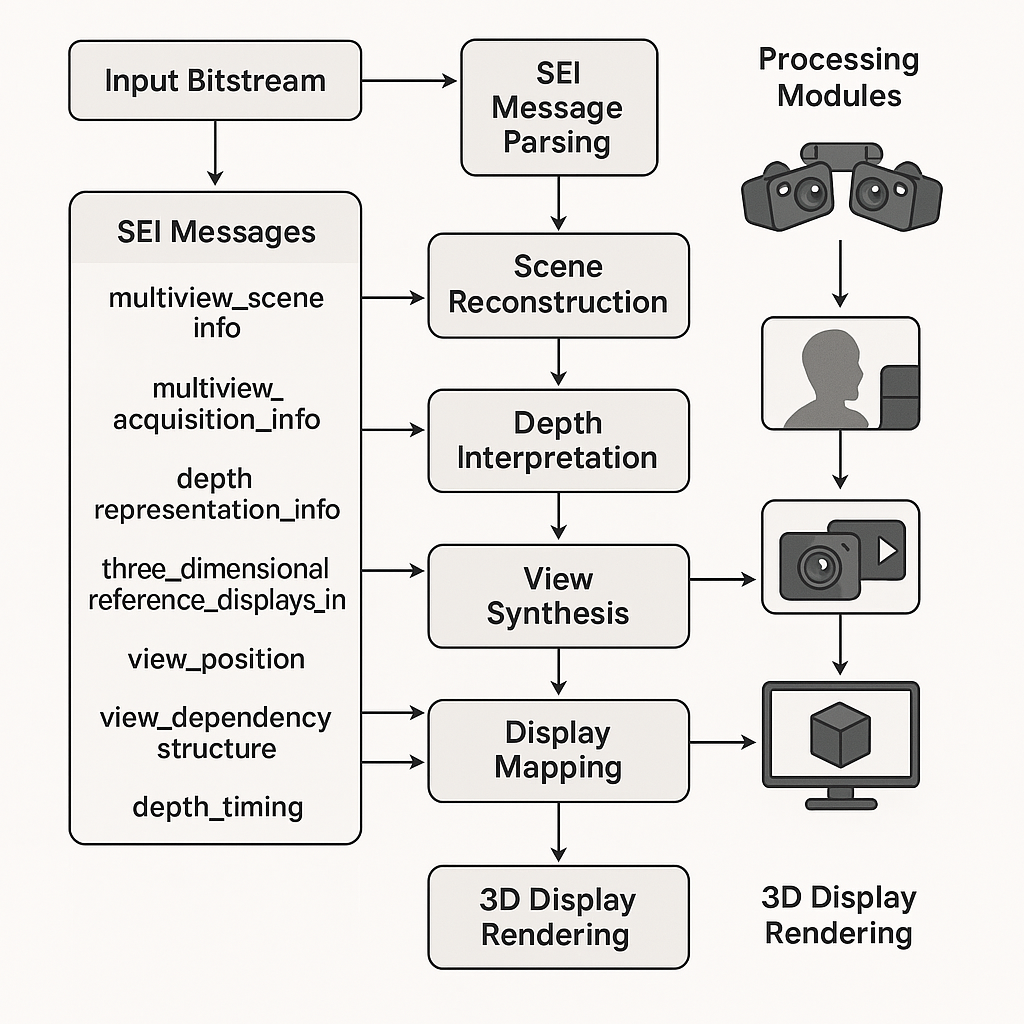 Input Bitstream
SEI
Message
Parsing
Processing
Modules
SEI Messages
multiview_scene
info
multiview_
acquisition_info
depth
representation_info
three_dimensional
reference_displays_in
view_position
view_dependency
structure
depth_timing
Scene
Reconstruction
Depth
Interpretation
View
Synthesis
Display
Mapping
3D Display
Rendering
3D Display
Rendering